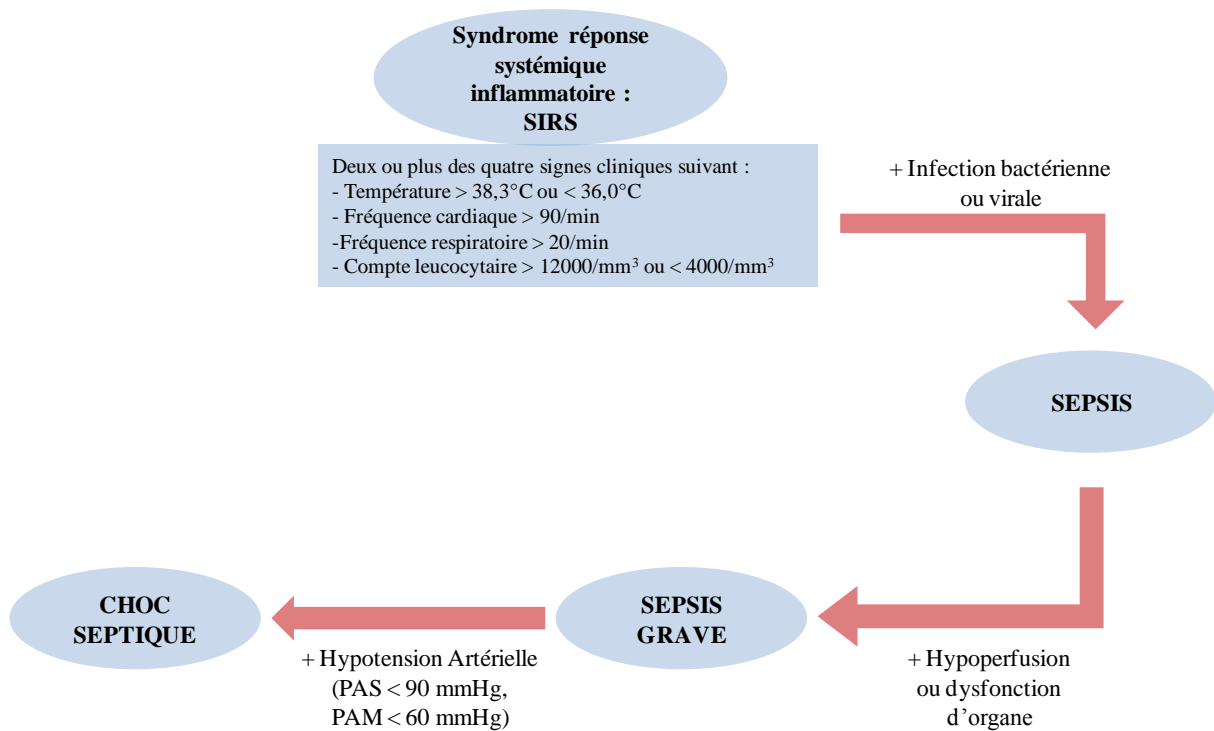 Syndrome réponse
systémique
inflammatoire :
SIRS
Deux ou plus des quatre signes cliniques suivant :
- Température > 38,3°C ou < 36,0°C
- Fréquence cardiaque > 90/min
-Fréquence respiratoire > 20/min
- Compte leucocytaire > 12000/mm³ ou < 4000/mm³
+ Infection bactérienne
ou virale
SEPSIS
+ Hypoperfusion
ou dysfonction
d’organe
SEPSIS
GRAVE
+ Hypotension Artérielle
(PAS < 90 mmHg,
PAM < 60 mmHg)
CHOC
SEPTIQUE